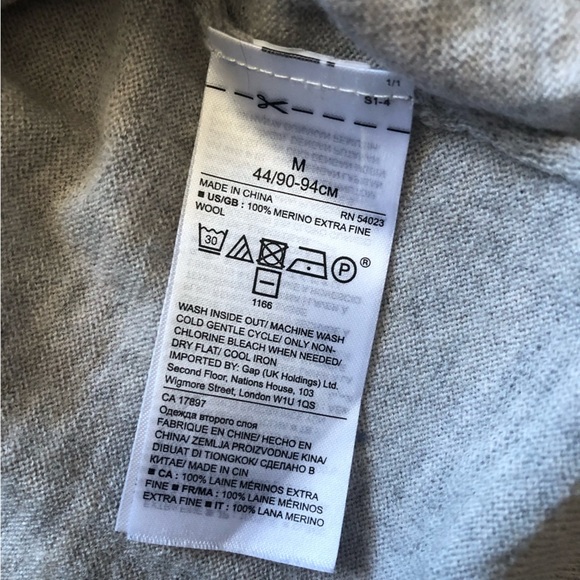 1/1
S1-4
M
44/90-94CM
MADE IN CHINA RN 54023
■ US/GB : 100% MERINO EXTRA FINE
WOOL
30 P ®
1166
WASH INSIDE OUT/ MACHINE WASH
COLD GENTLE CYCLE/ ONLY NON-
CHLORINE BLEACH WHEN NEEDED/
DRY FLAT/ COOL IRON
IMPORTED BY: Gap (UK Holdings) Ltd.
Second Floor, Nations House, 103
Wigmore Street, London W1U 1QS
CA 17897
Одежда второго слоя
FABRIQUE EN CHINE/ HECHO EN
CHINA/ ZEMLJA PROIZVODNJE KINA/
DIBUAT DI TIONGKOK/ СДЕЛАНО В
КИТАЕ/ MADE IN CIN
■ CA : 100% LAINE MÉRINOS EXTRA
FINE ■ FR/MA : 100% LAINE MÉRINOS
EXTRA FINE ■ IT : 100% LANA MERINO